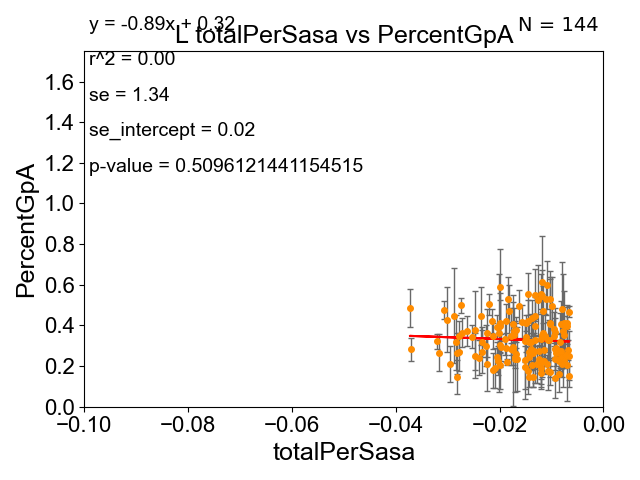 y = -0.89x + 0.32
N = 144
L totalPerSasa vs PercentGpA
r^2 = 0.00
se = 1.34
se_intercept = 0.02
p-value = 0.5096121441154515
PercentGpA
1.6
1.4
1.2
1.0
0.8
0.6
0.4
0.2
0.0
−0.10 −0.08 −0.06 −0.04 −0.02 0.00
totalPerSasa